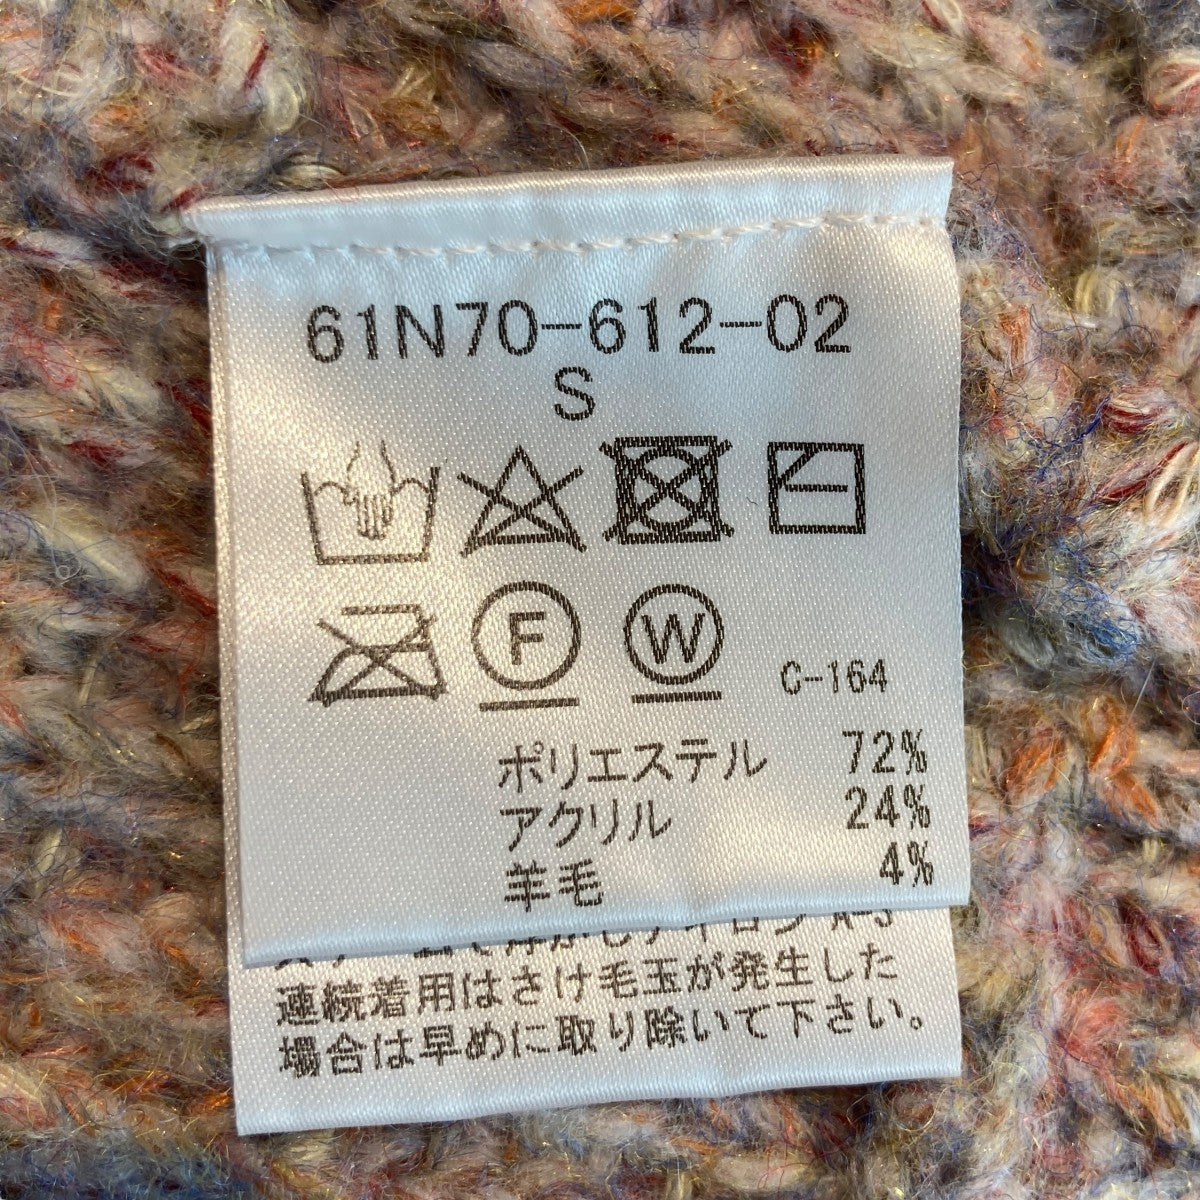 61N70-612-02
S
F W C-164
ポリエステル 72%
アクリル 24%
羊毛 4%
連続着用はさけ毛玉が発生した
場合は早めに取り除いて下さい。